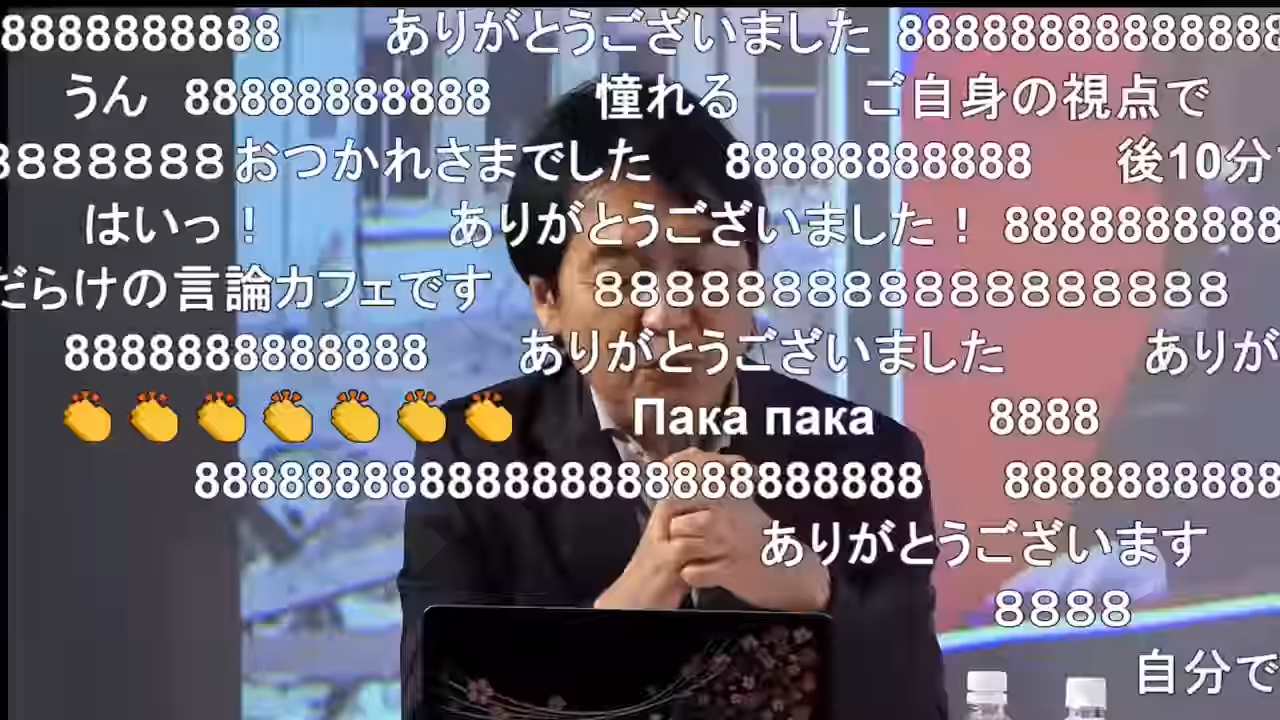 8888888888 ありがとうございました 88888888888888
うん 88888888888 憧れる ご自身の視点で
8888888 おつかれさまでした 88888888888 後10分
はいっ！ ありがとうございました！ 8888888888
だらけの言論カフェです 888888888888888888
8888888888888 ありがとうございました ありが
👏👏👏👏👏👏👏 Пака пака 8888
88888888888888888888888888 8888888888
ありがとうございます
8888
自分で